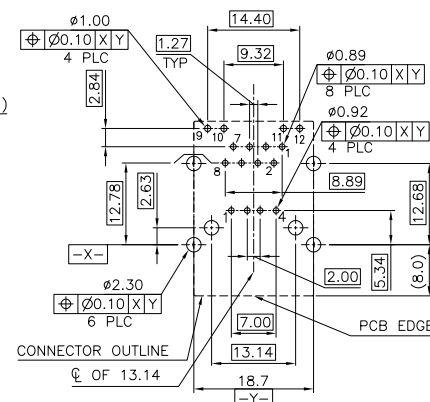 ø1.00
⌖ Ø0.10 X Y
4 PLC
14.40
1.27
TYP
9.32
ø0.89
⌖ Ø0.10 X Y
8 PLC
2.84
)
ø0.92
⌖ Ø0.10 X Y
4 PLC
9 10 11 12
7 1
8 2
8.89
12.78
2.63
12.68
1 4
-X-
5.34
(8.0)
2.00
ø2.30
⌖ Ø0.10 X Y
6 PLC
7.00
PCB EDGE
CONNECTOR OUTLINE
13.14
℄ OF 13.14
18.7
-Y-